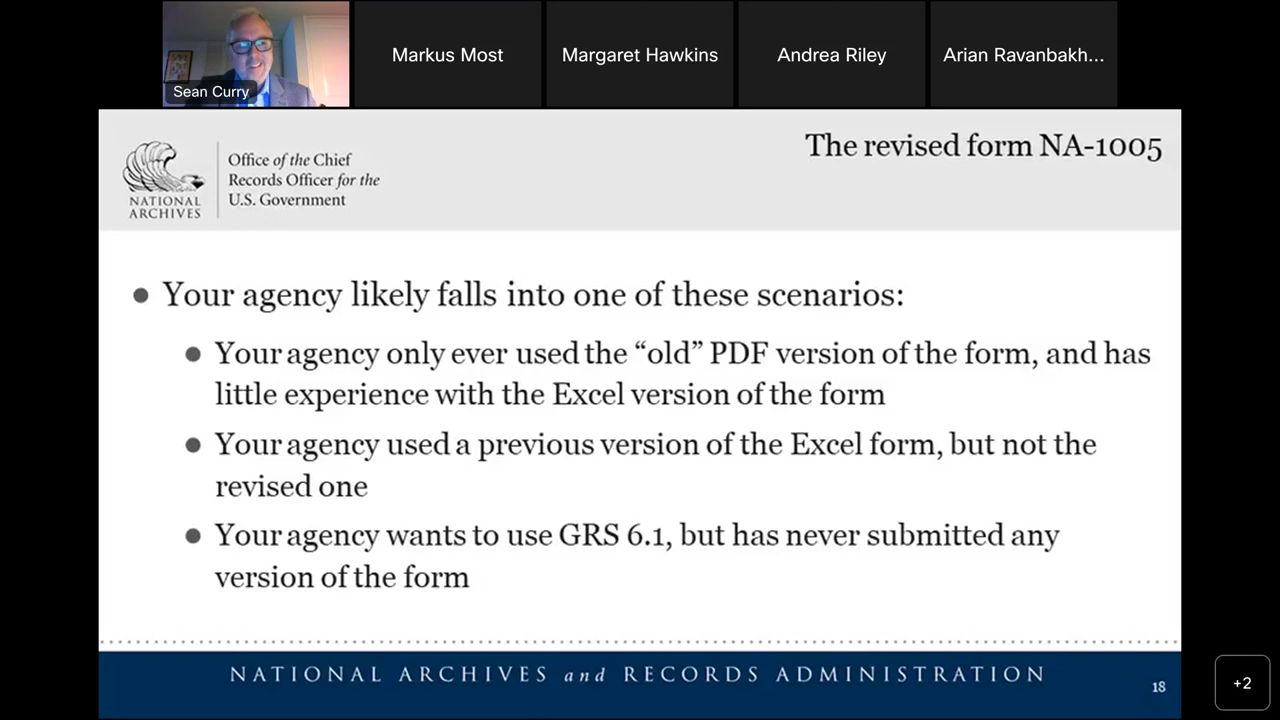 Sean Curry
Markus Most
Margaret Hawkins
Andrea Riley
Arian Ravanbakh...
The revised form NA-1005
NATIONAL
ARCHIVES
Office of the Chief
Records Officer for the
U.S. Government
● Your agency likely falls into one of these scenarios:
● Your agency only ever used the “old” PDF version of the form, and has
little experience with the Excel version of the form
● Your agency used a previous version of the Excel form, but not the
revised one
● Your agency wants to use GRS 6.1, but has never submitted any
version of the form
NATIONAL ARCHIVES and RECORDS ADMINISTRATION
18
+2